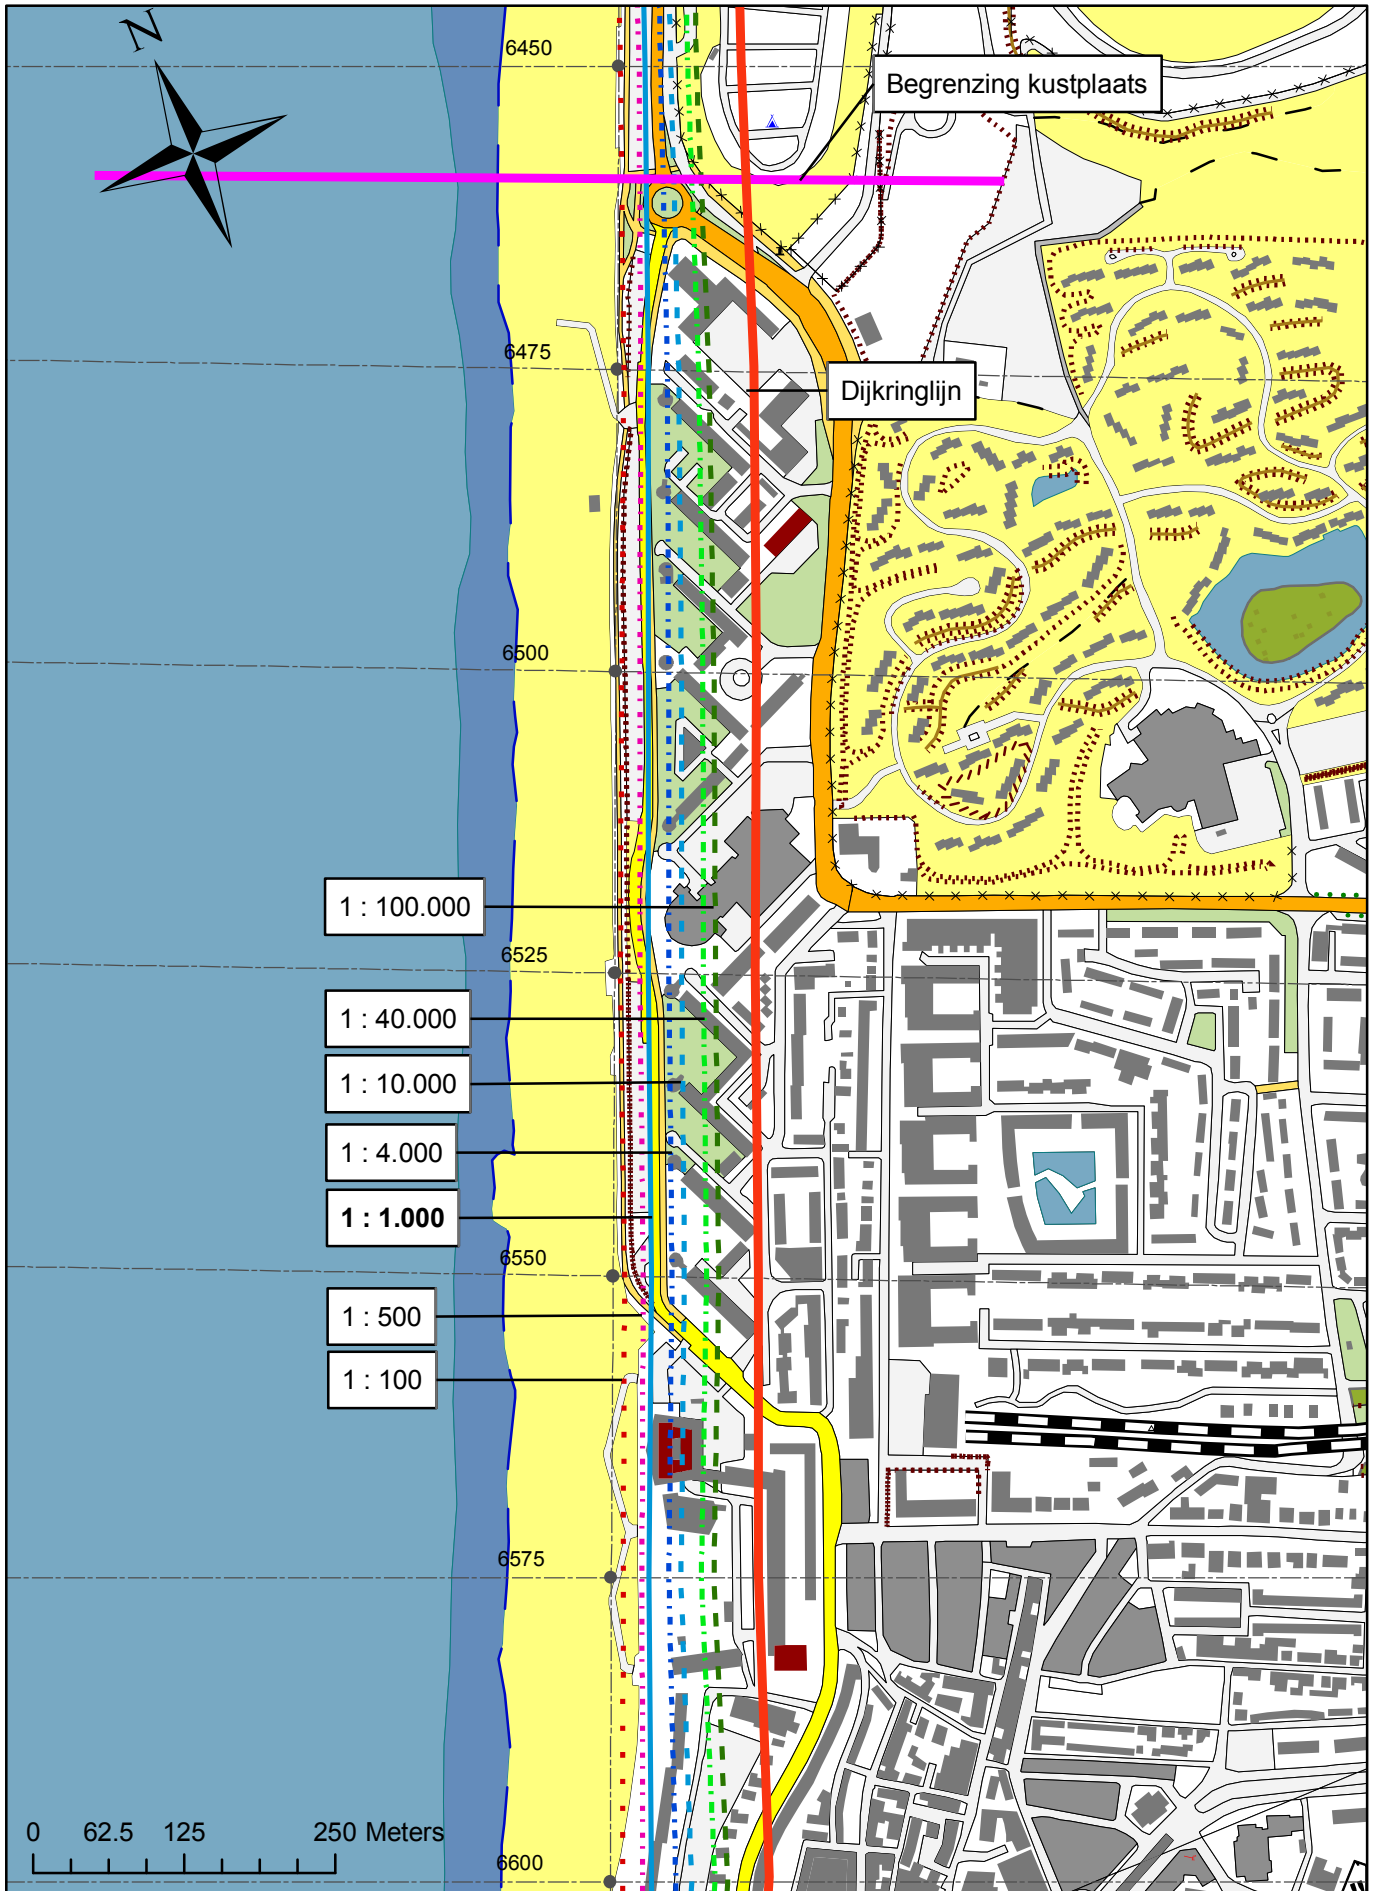 N
6450
Begrenzing kustplaats
6475
Dijkringlijn
6500
1 : 100.000
6525
1 : 40.000
1 : 10.000
1 : 4.000
1 : 1.000
6550
1 : 500
1 : 100
6575
0 62.5 125 250 Meters
6600